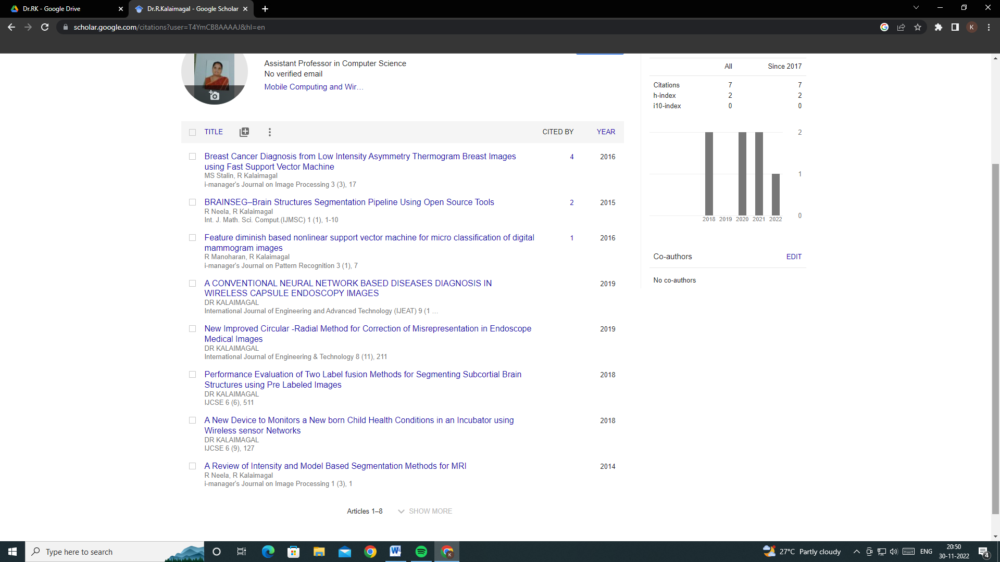 Dr.RK - Google Drive
Dr.R.Kalaimagal - Google Scholar
scholar.google.com/citations?user=T4YmCB8AAAAJ&hl=en
K
Assistant Professor in Computer Science
No verified email
Mobile Computing and Wir…
TITLE CITED BY YEAR
Breast Cancer Diagnosis from Low Intensity Asymmetry Thermogram Breast Images 4 2016
using Fast Support Vector Machine
MS Stalin, R Kalaimagal
i-manager's Journal on Image Processing 3 (3), 17
BRAINSEG–Brain Structures Segmentation Pipeline Using Open Source Tools 2 2015
R Neela, R Kalaimagal
Int. J. Math. Sci. Comput.(IJMSC) 1 (1), 1-10
Feature diminish based nonlinear support vector machine for micro classification of digital 1 2016
mammogram images
R Manoharan, R Kalaimagal
i-manager's Journal on Pattern Recognition 3 (1), 7
A CONVENTIONAL NEURAL NETWORK BASED DISEASES DIAGNOSIS IN 2019
WIRELESS CAPSULE ENDOSCOPY IMAGES
DR KALAIMAGAL
International Journal of Engineering and Advanced Technology (IJEAT) 9 (1 …
New Improved Circular -Radial Method for Correction of Misrepresentation in Endoscope 2019
Medical Images
DR KALAIMAGAL
International Journal of Engineering & Technology 8 (11), 211
Performance Evaluation of Two Label fusion Methods for Segmenting Subcortial Brain 2018
Structures using Pre Labeled Images
DR KALAIMAGAL
IJCSE 6 (6), 511
A New Device to Monitors a New born Child Health Conditions in an Incubator using 2018
Wireless sensor Networks
DR KALAIMAGAL
IJCSE 6 (9), 127
A Review of Intensity and Model Based Segmentation Methods for MRI 2014
R Neela, R Kalaimagal
i-manager's Journal on Image Processing 1 (3), 1
Articles 1–8 SHOW MORE
All Since 2017
Citations 7 7
h-index 2 2
i10-index 0 0
2
1
0
2018 2019 2020 2021 2022
Co-authors EDIT
No co-authors
Type here to search
W
K
27°C Partly cloudy
ENG
20:50
30-11-2022
4